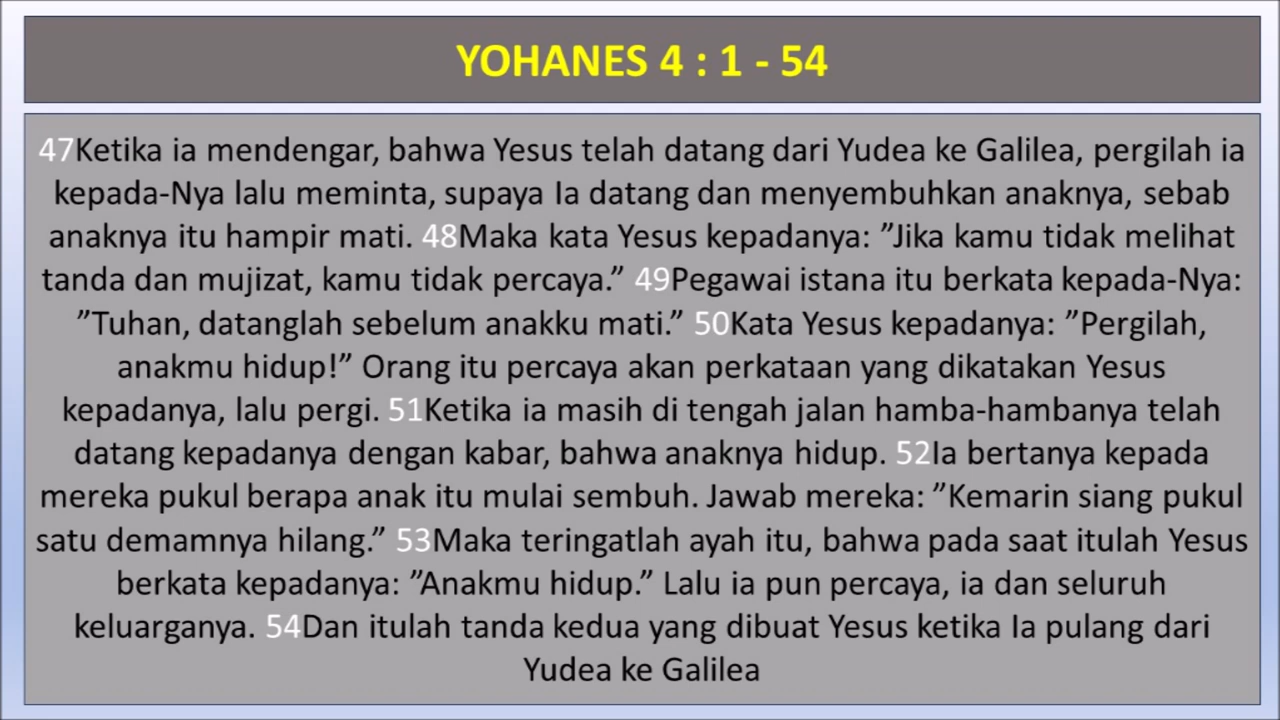 YOHANES 4 : 1 - 54
47Ketika ia mendengar, bahwa Yesus telah datang dari Yudea ke Galilea, pergilah ia
kepada-Nya lalu meminta, supaya Ia datang dan menyembuhkan anaknya, sebab
anaknya itu hampir mati. 48Maka kata Yesus kepadanya: ”Jika kamu tidak melihat
tanda dan mujizat, kamu tidak percaya.” 49Pegawai istana itu berkata kepada-Nya:
”Tuhan, datanglah sebelum anakku mati.” 50Kata Yesus kepadanya: ”Pergilah,
anakmu hidup!” Orang itu percaya akan perkataan yang dikatakan Yesus
kepadanya, lalu pergi. 51Ketika ia masih di tengah jalan hamba-hambanya telah
datang kepadanya dengan kabar, bahwa anaknya hidup. 52Ia bertanya kepada
mereka pukul berapa anak itu mulai sembuh. Jawab mereka: ”Kemarin siang pukul
satu demamnya hilang.” 53Maka teringatlah ayah itu, bahwa pada saat itulah Yesus
berkata kepadanya: ”Anakmu hidup.” Lalu ia pun percaya, ia dan seluruh
keluarganya. 54Dan itulah tanda kedua yang dibuat Yesus ketika Ia pulang dari
Yudea ke Galilea